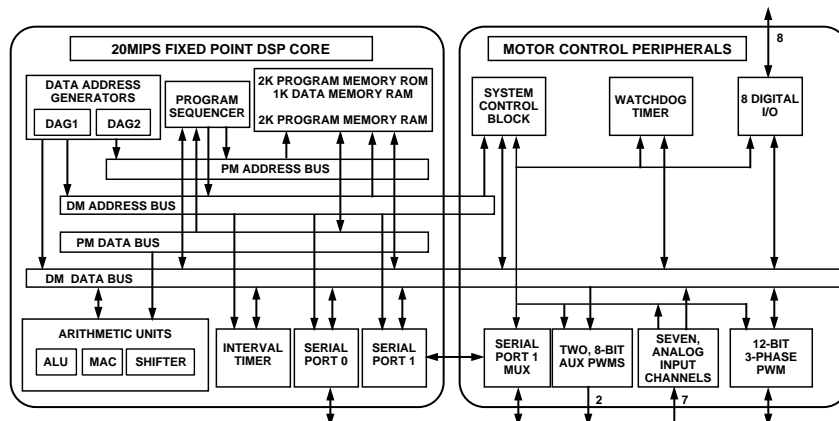 20MIPS FIXED POINT DSP CORE
MOTOR CONTROL PERIPHERALS
8
DATA ADDRESS
GENERATORS
DAG1
DAG2
PROGRAM
SEQUENCER
2K PROGRAM MEMORY ROM
1K DATA MEMORY RAM
2K PROGRAM MEMORY RAM
SYSTEM
CONTROL
BLOCK
WATCHDOG
TIMER
8 DIGITAL
I/O
PM ADDRESS BUS
DM ADDRESS BUS
PM DATA BUS
DM DATA BUS
ARITHMETIC UNITS
ALU
MAC
SHIFTER
INTERVAL
TIMER
SERIAL
PORT 0
SERIAL
PORT 1
SERIAL
PORT 1
MUX
TWO, 8-BIT
AUX PWMS
SEVEN,
ANALOG
INPUT
CHANNELS
12-BIT
3-PHASE
PWM
2
7